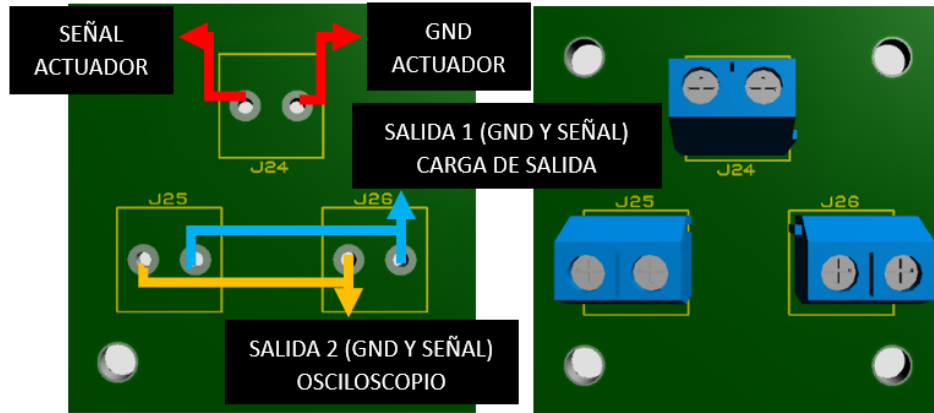 SEÑAL
ACTUADOR
GND
ACTUADOR
SALIDA 1 (GND Y SEÑAL)
CARGA DE SALIDA
J24
J25
J26
SALIDA 2 (GND Y SEÑAL)
OSCILOSCOPIO
J24
J25
J26